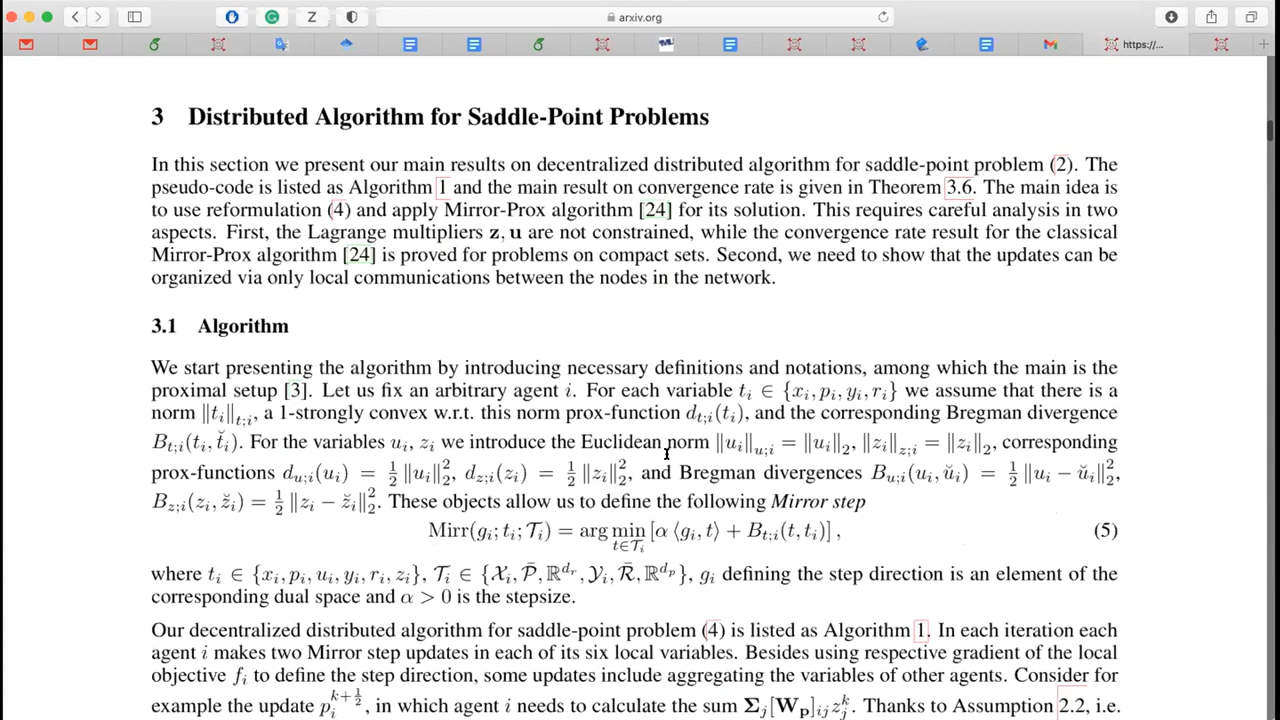 arxiv.org
https://...
3 Distributed Algorithm for Saddle-Point Problems
In this section we present our main results on decentralized distributed algorithm for saddle-point problem (2). The
pseudo-code is listed as Algorithm 1 and the main result on convergence rate is given in Theorem 3.6. The main idea is
to use reformulation (4) and apply Mirror-Prox algorithm [24] for its solution. This requires careful analysis in two
aspects. First, the Lagrange multipliers z, u are not constrained, while the convergence rate result for the classical
Mirror-Prox algorithm [24] is proved for problems on compact sets. Second, we need to show that the updates can be
organized via only local communications between the nodes in the network.
3.1 Algorithm
We start presenting the algorithm by introducing necessary definitions and notations, among which the main is the
proximal setup [3]. Let us fix an arbitrary agent i. For each variable t_i ∈ {x_i, p_i, y_i, r_i} we assume that there is a
norm ‖t_i‖_{t;i}, a 1-strongly convex w.r.t. this norm prox-function d_{t;i}(t_i), and the corresponding Bregman divergence
B_{t;i}(t_i, t̆_i). For the variables u_i, z_i we introduce the Euclidean norm ‖u_i‖_{u;i} = ‖u_i‖_2, ‖z_i‖_{z;i} = ‖z_i‖_2, corresponding
prox-functions d_{u;i}(u_i) = ½‖u_i‖_2^2, d_{z;i}(z_i) = ½‖z_i‖_2^2, and Bregman divergences B_{u;i}(u_i, ŭ_i) = ½‖u_i − ŭ_i‖_2^2,
B_{z;i}(z_i, z̆_i) = ½‖z_i − z̆_i‖_2^2. These objects allow us to define the following Mirror step
Mirr(g_i; t_i; 𝒯_i) = arg min_{t∈𝒯_i} [α ⟨g_i, t⟩ + B_{t;i}(t, t_i)] , (5)
where t_i ∈ {x_i, p_i, u_i, y_i, r_i, z_i}, 𝒯_i ∈ {𝒳_i, 𝒫̄, ℝ^{d_r}, 𝒴_i, ℛ̄, ℝ^{d_p}}, g_i defining the step direction is an element of the
corresponding dual space and α > 0 is the stepsize.
Our decentralized distributed algorithm for saddle-point problem (4) is listed as Algorithm 1. In each iteration each
agent i makes two Mirror step updates in each of its six local variables. Besides using respective gradient of the local
objective f_i to define the step direction, some updates include aggregating the variables of other agents. Consider for
example the update p_i^{k+½}, in which agent i needs to calculate the sum Σ_j[W_p]_{ij}z_j^k. Thanks to Assumption 2.2, i.e.